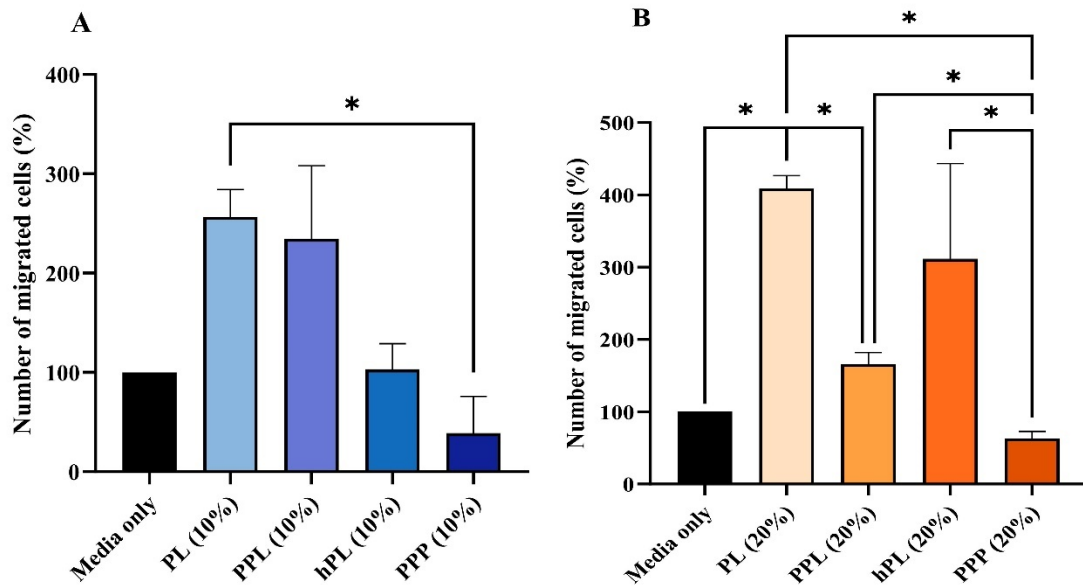 A
Number of migrated cells (%)
400
300
200
100
0
*
Media only
PL (10%)
PPL (10%)
hPL (10%)
PPP (10%)
B
Number of migrated cells (%)
500
400
300
200
100
0
*
*
*
*
*
Media only
PL (20%)
PPL (20%)
hPL (20%)
PPP (20%)